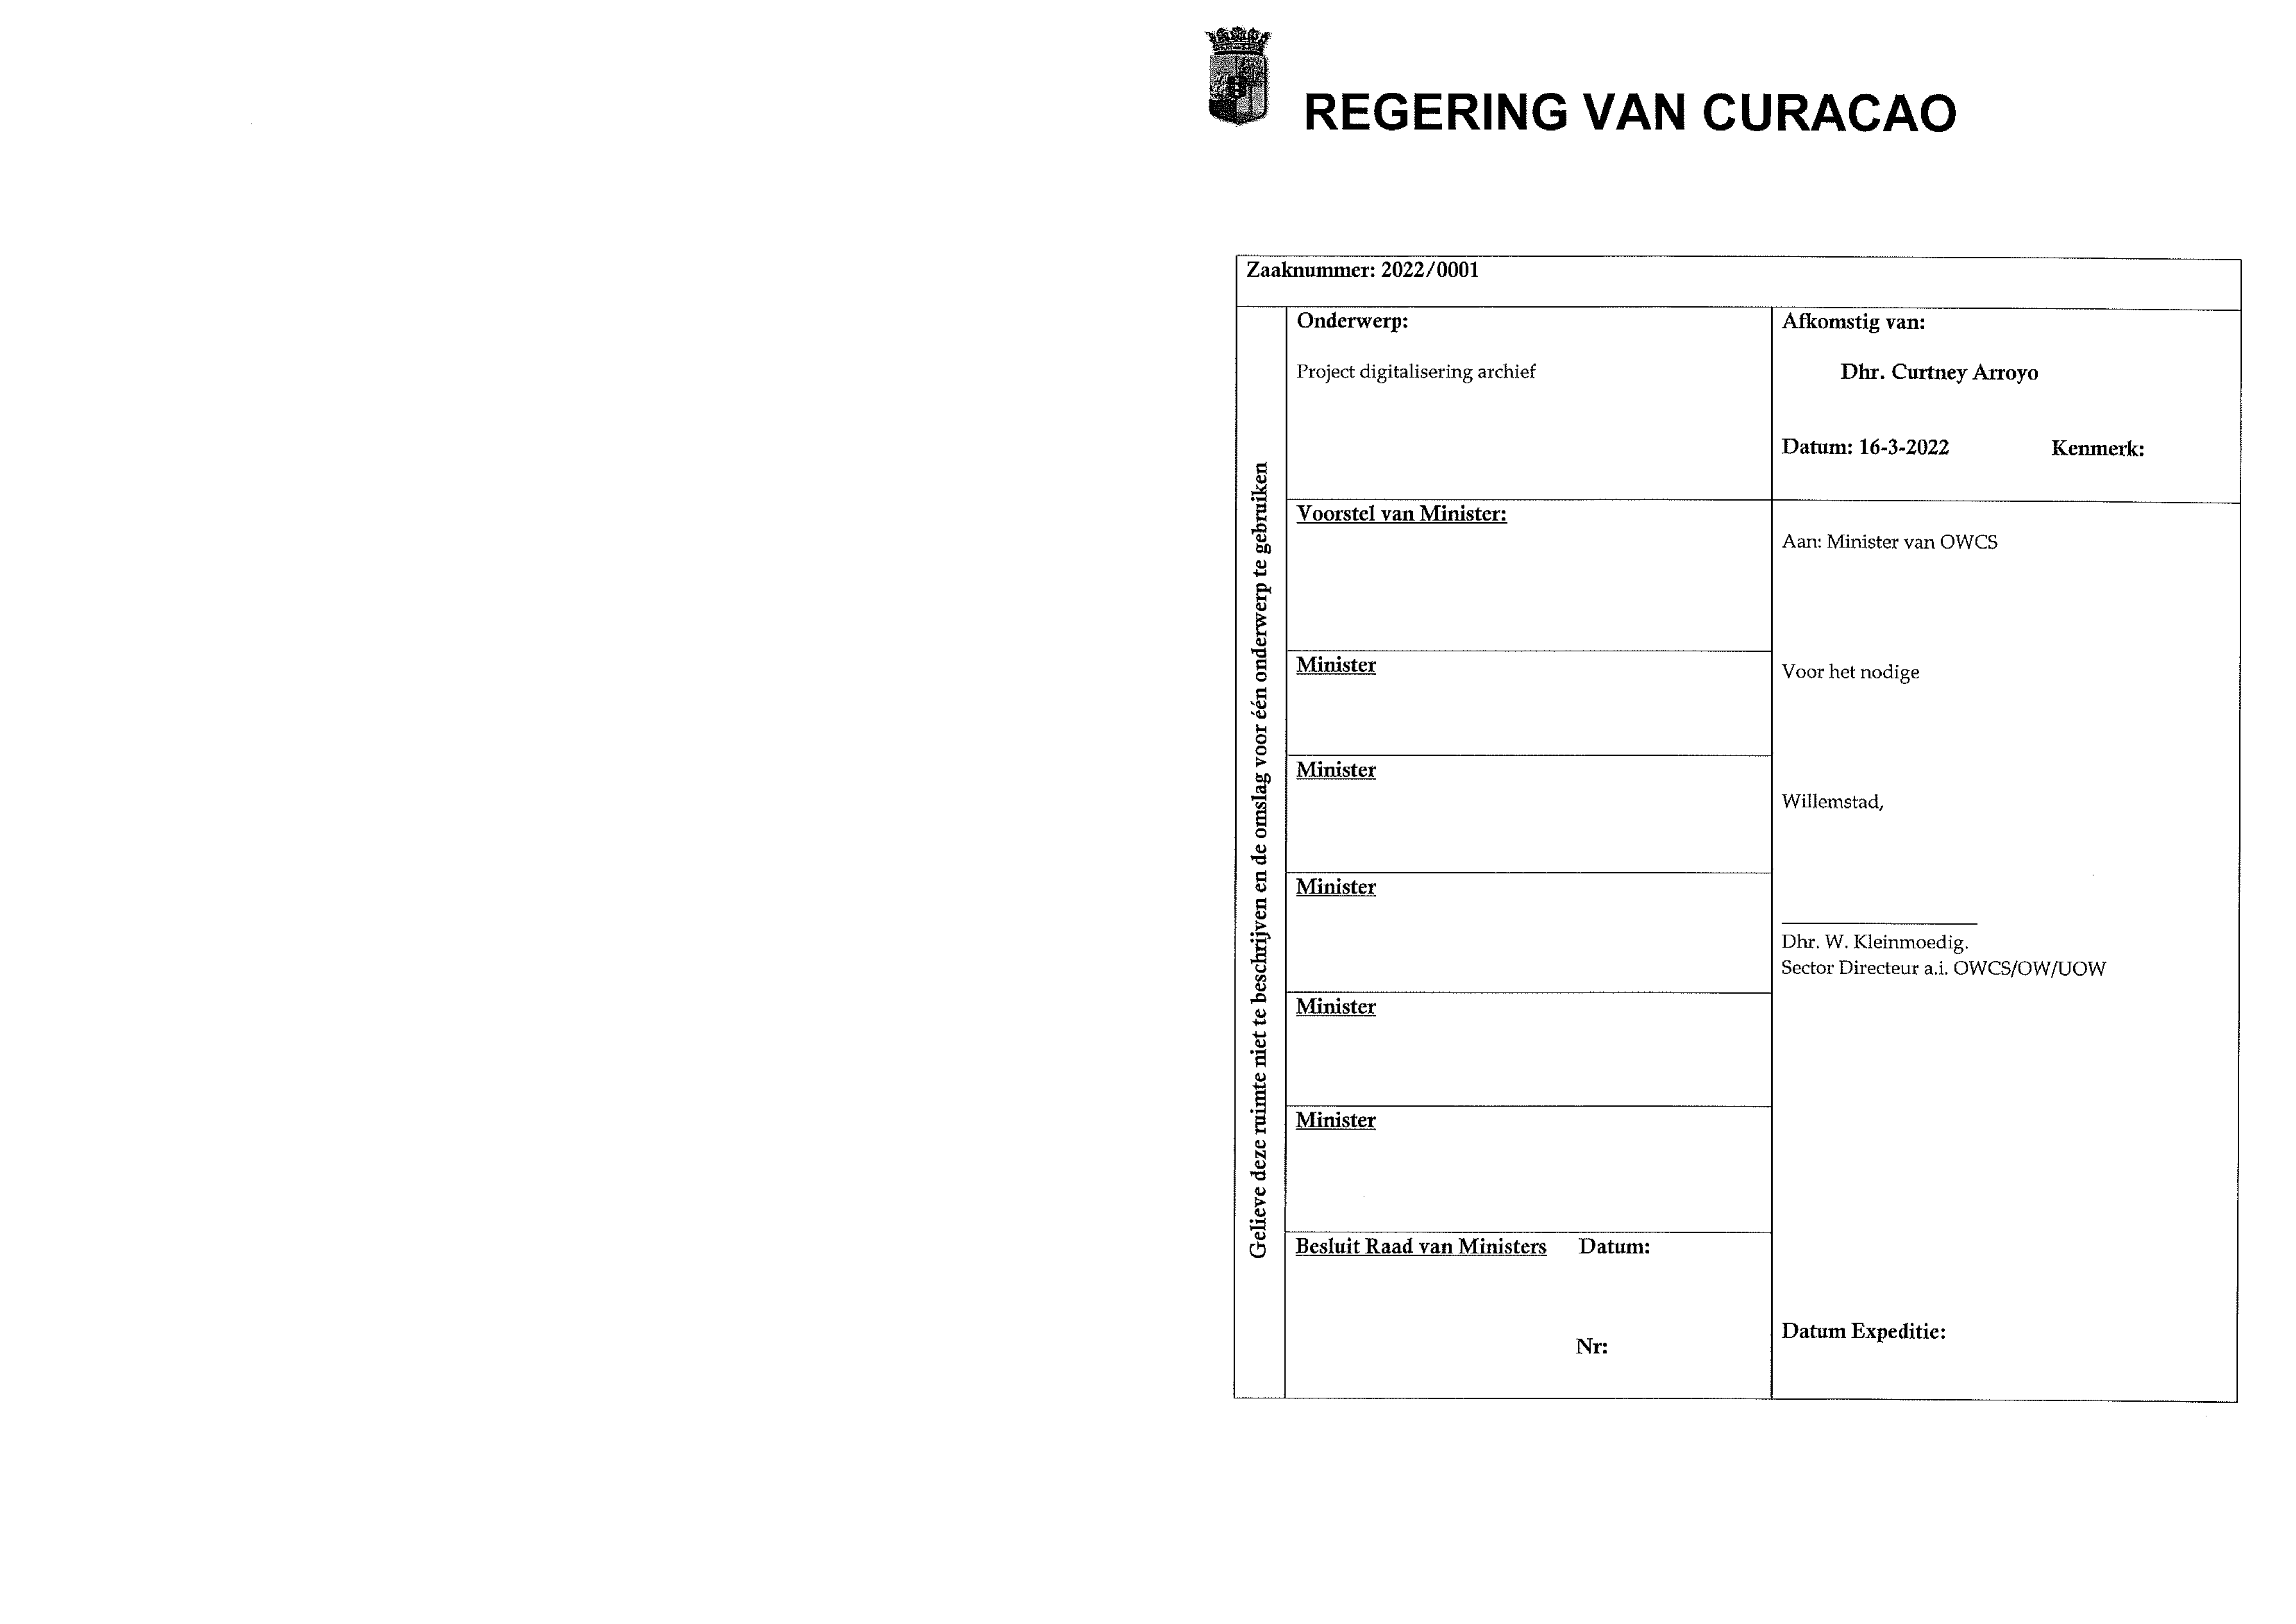 REGERING VAN CURACAO
Zaaknummer: 2022/0001
Gelieve deze ruimte niet te beschrijven en de omslag voor één onderwerp te gebruiken
Onderwerp:
Project digitalisering archief
Afkomstig van:
Dhr. Curtney Arroyo
Datum: 16-3-2022 Kenmerk:
Voorstel van Minister:
Minister
Minister
Minister
Minister
Minister
Besluit Raad van Ministers Datum:
Nr:
Aan: Minister van OWCS
Voor het nodige
Willemstad,
Dhr. W. Kleinmoedig.
Sector Directeur a.i. OWCS/OW/UOW
Datum Expeditie: